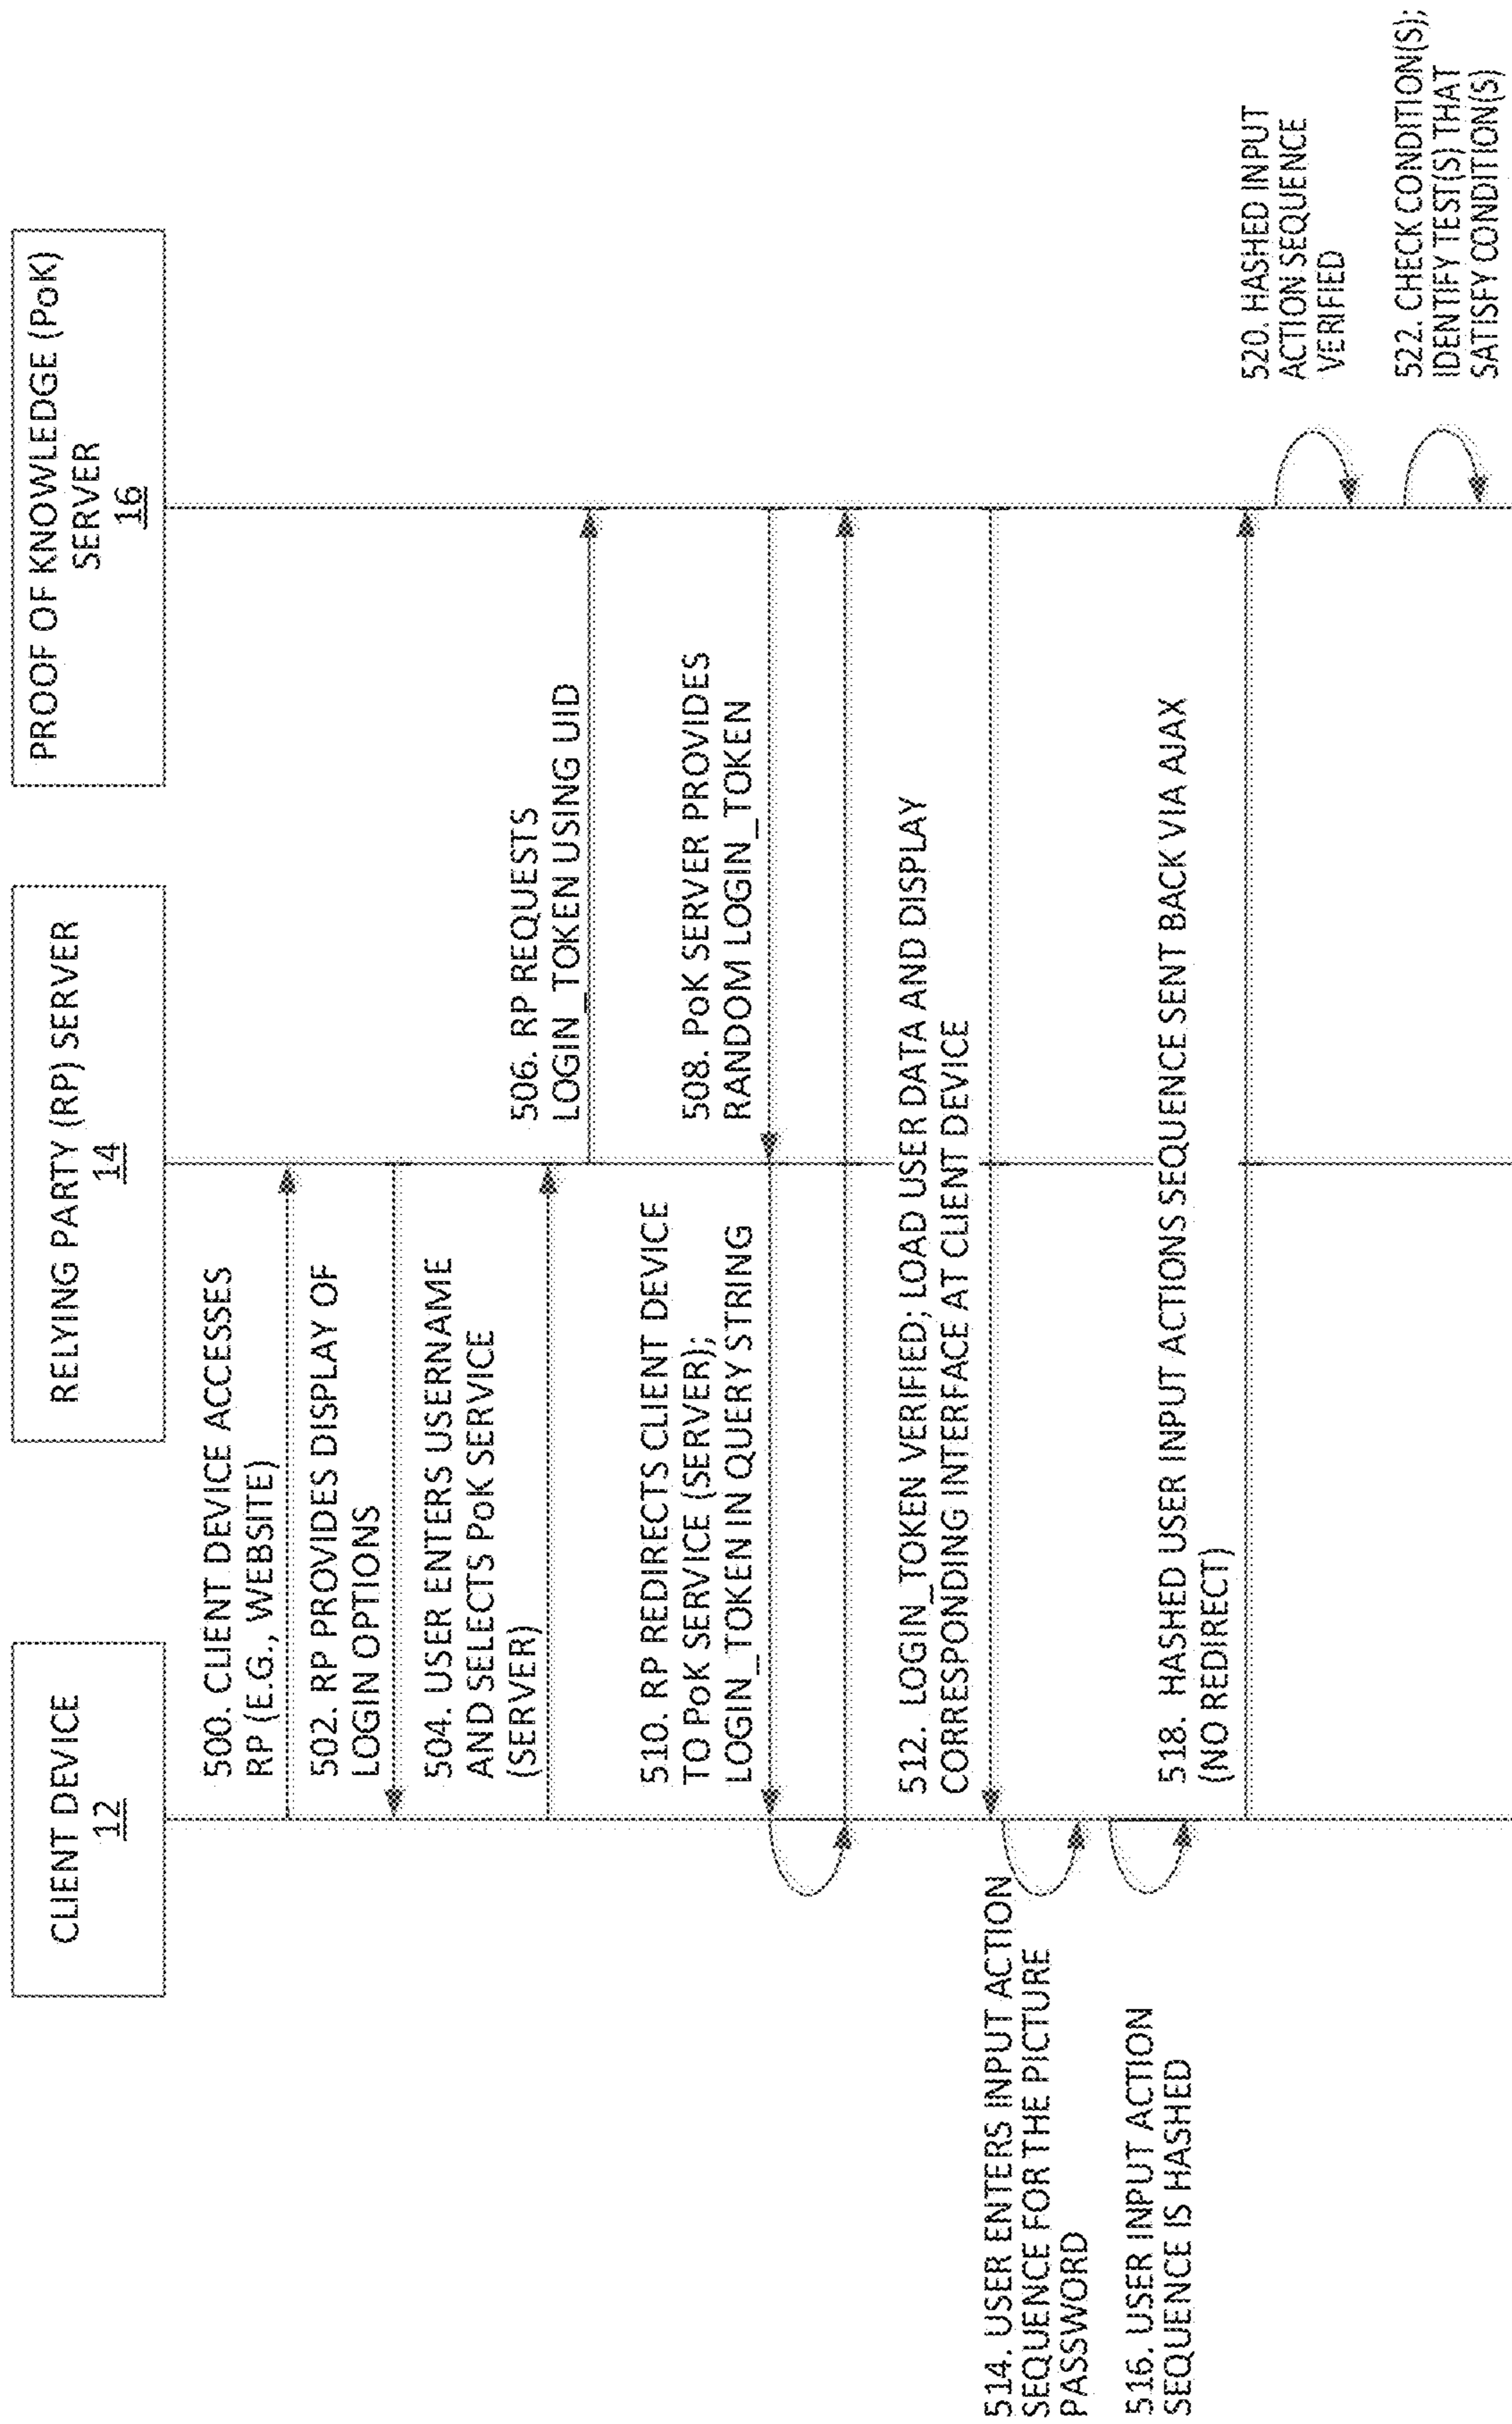 CLIENT DEVICE
12
RELYING PARTY (RP) SERVER
14
PROOF OF KNOWLEDGE (PoK)
SERVER
16
500. CLIENT DEVICE ACCESSES
RP (E.G., WEBSITE)
502. RP PROVIDES DISPLAY OF
LOGIN OPTIONS
504. USER ENTERS USERNAME
AND SELECTS PoK SERVICE
(SERVER)
506. RP REQUESTS
LOGIN_TOKEN USING UID
508. PoK SERVER PROVIDES
RANDOM LOGIN_TOKEN
510. RP REDIRECTS CLIENT DEVICE
TO PoK SERVICE (SERVER);
LOGIN_TOKEN IN QUERY STRING
512. LOGIN_TOKEN VERIFIED; LOAD USER DATA AND DISPLAY
CORRESPONDING INTERFACE AT CLIENT DEVICE
514. USER ENTERS INPUT ACTION
SEQUENCE FOR THE PICTURE
PASSWORD
516. USER INPUT ACTION
SEQUENCE IS HASHED
518. HASHED USER INPUT ACTIONS SEQUENCE SENT BACK VIA AJAX
(NO REDIRECT)
520. HASHED INPUT
ACTION SEQUENCE
VERIFIED
522. CHECK CONDITION(S);
IDENTIFY TEST(S) THAT
SATISFY CONDITION(S)